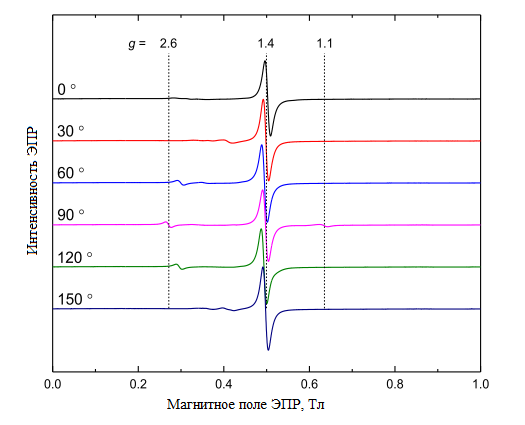 g = 2.6 1.4 1.1
0 °
30 °
60 °
90 °
120 °
150 °
Интенсивность ЭПР
0.0 0.2 0.4 0.6 0.8 1.0
Магнитное поле ЭПР, Тл